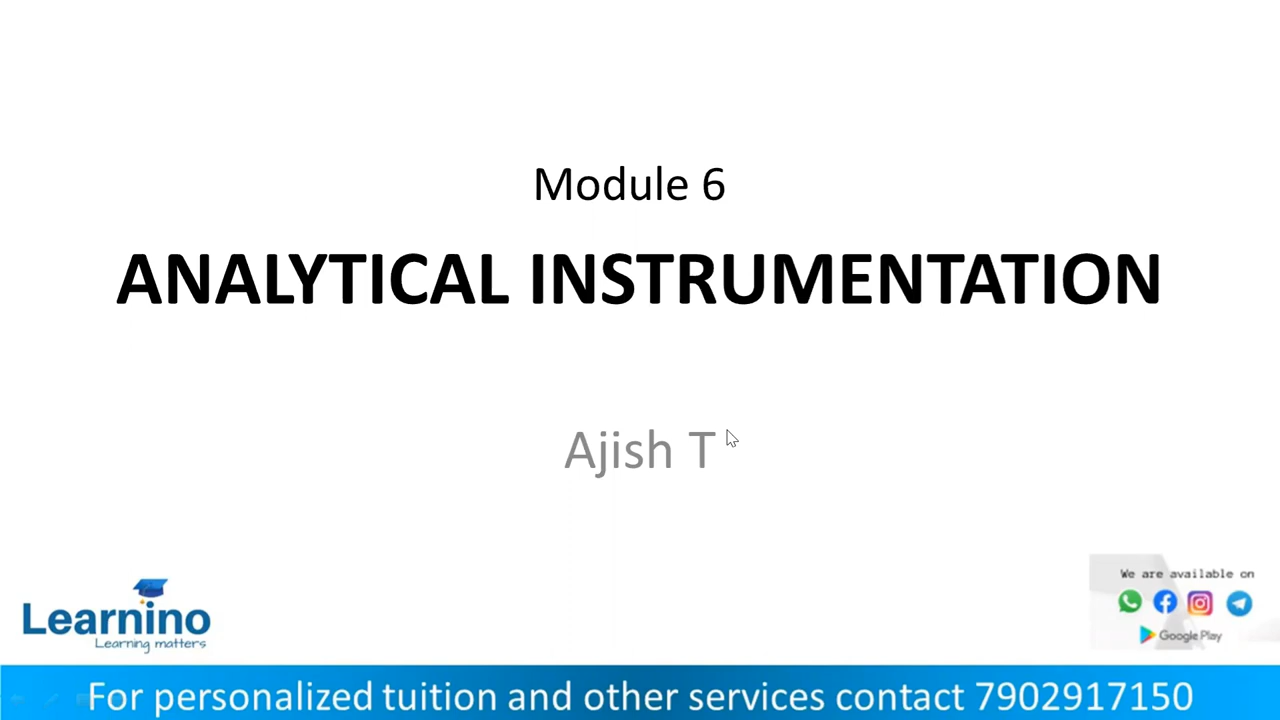 Module 6
ANALYTICAL INSTRUMENTATION
Ajish T
Learnino
Learning matters
We are available on
Google Play
For personalized tuition and other services contact 7902917150